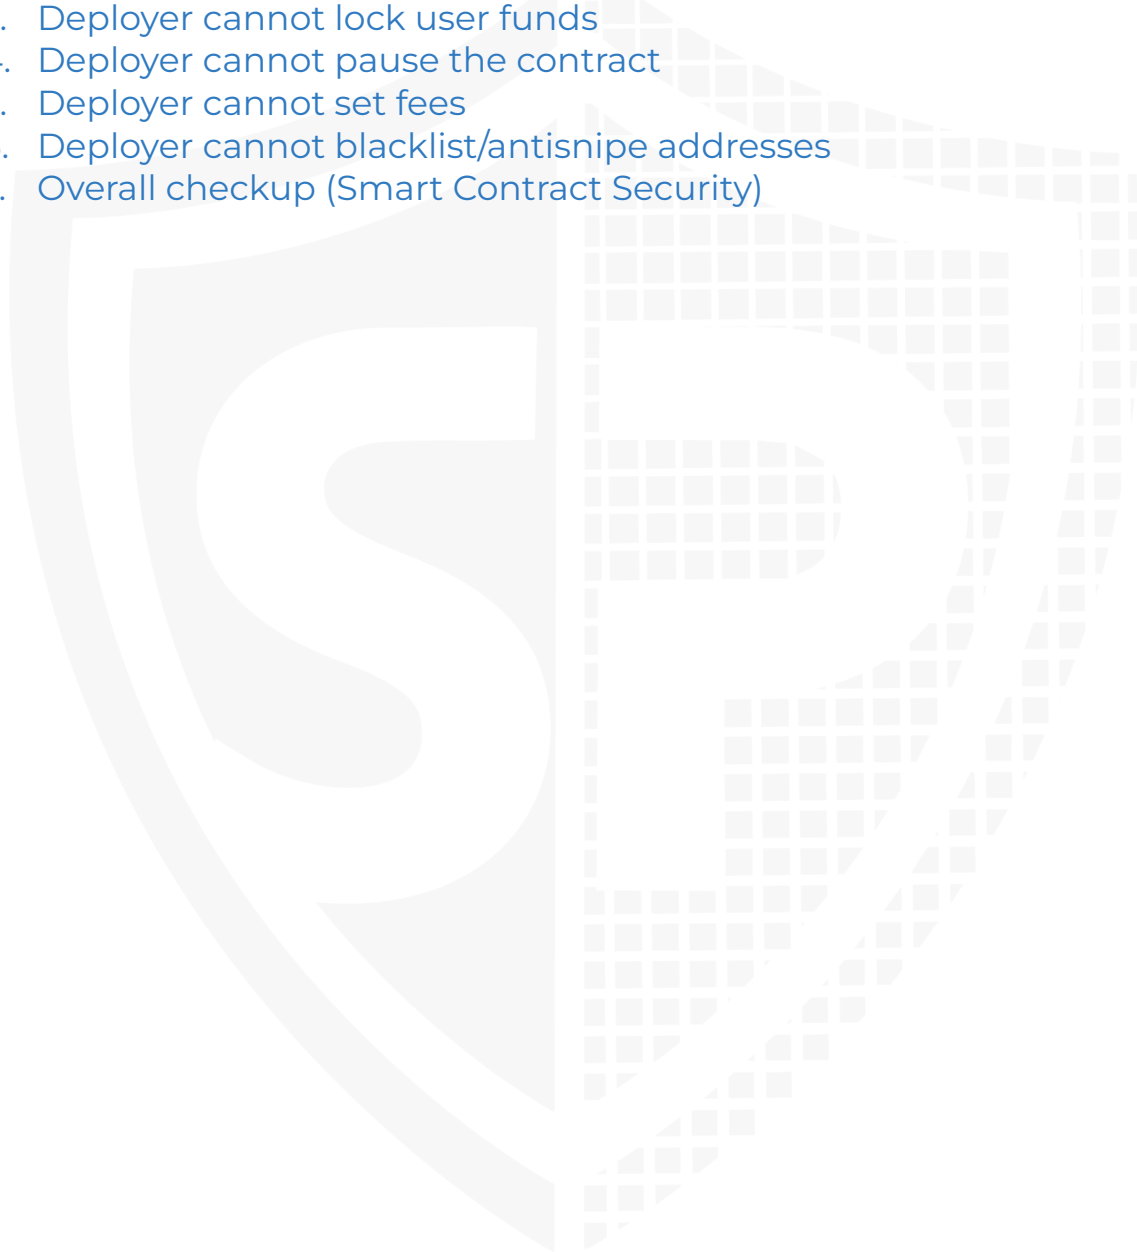 . Deployer cannot lock user funds
. Deployer cannot pause the contract
. Deployer cannot set fees
. Deployer cannot blacklist/antisnipe addresses
. Overall checkup (Smart Contract Security)
SP